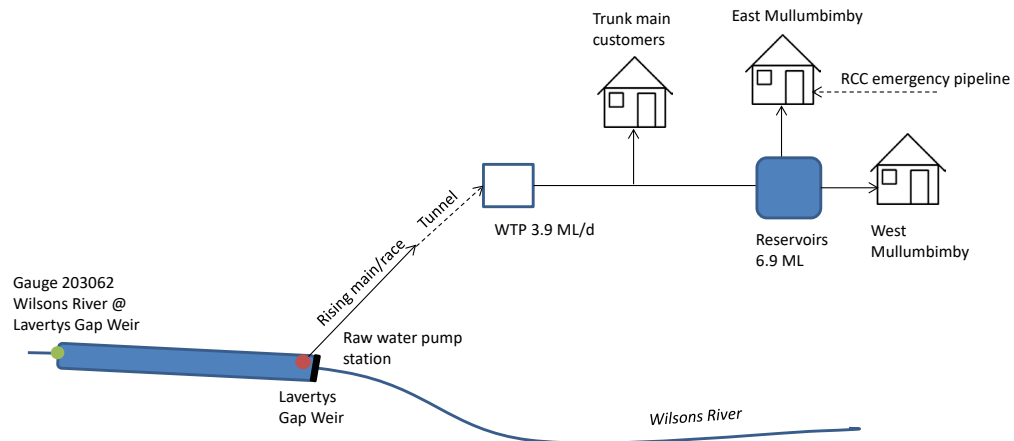 Trunk main
customers
East Mullumbimby
RCC emergency pipeline
Tunnel
WTP 3.9 ML/d
Reservoirs
6.9 ML
West
Mullumbimby
Rising main/race
Gauge 203062
Wilsons River @
Lavertys Gap Weir
Raw water pump
station
Lavertys
Gap Weir
Wilsons River